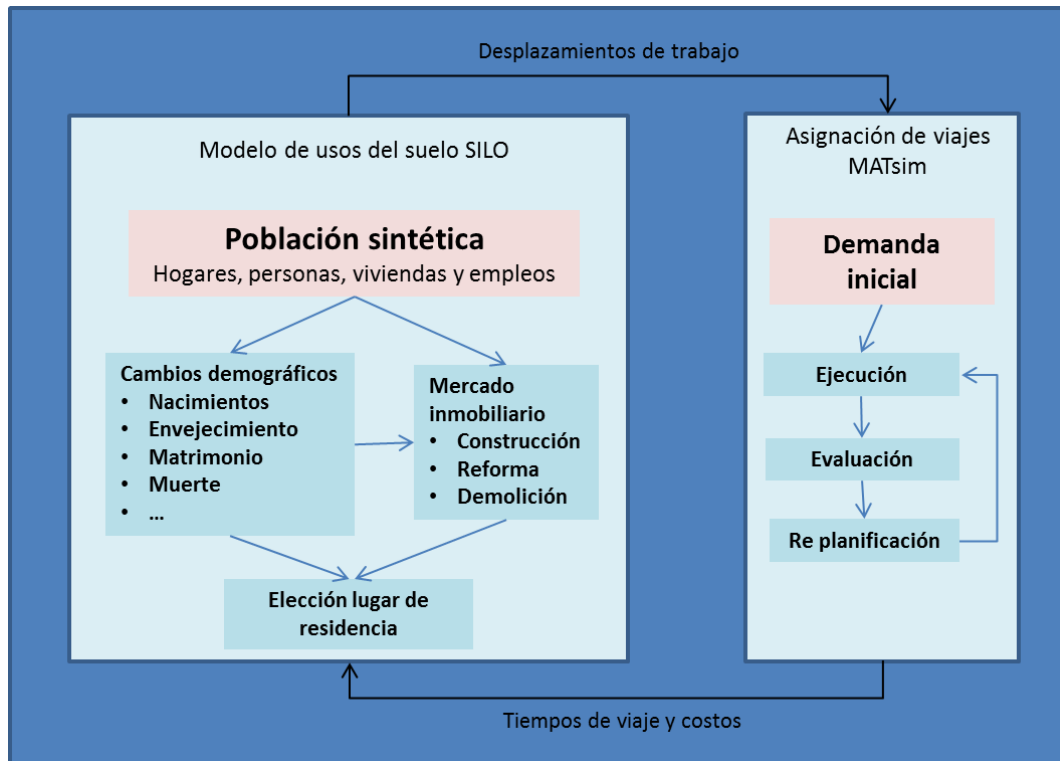 Desplazamientos de trabajo
Modelo de usos del suelo SILO
Población sintética
Hogares, personas, viviendas y empleos
Cambios demográficos
• Nacimientos
• Envejecimiento
• Matrimonio
• Muerte
• ...
Mercado
inmobiliario
• Construcción
• Reforma
• Demolición
Elección lugar de
residencia
Asignación de viajes
MATsim
Demanda
inicial
Ejecución
Evaluación
Re planificación
Tiempos de viaje y costos